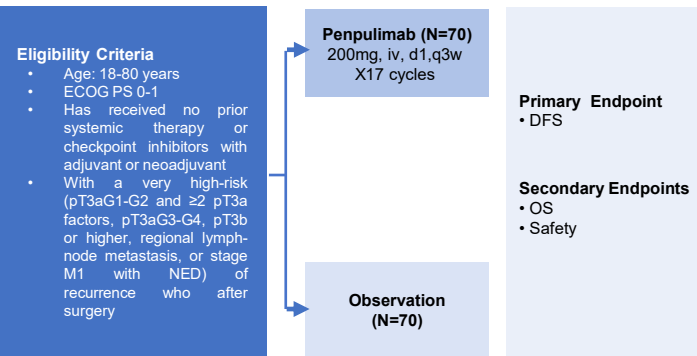 Eligibility Criteria
• Age: 18-80 years
• ECOG PS 0-1
• Has received no prior
systemic therapy or
checkpoint inhibitors with
adjuvant or neoadjuvant
• With a very high-risk
(pT3aG1-G2 and ≥2 pT3a
factors, pT3aG3-G4, pT3b
or higher, regional lymph-
node metastasis, or stage
M1 with NED) of
recurrence who after
surgery
Penpulimab (N=70)
200mg, iv, d1,q3w
X17 cycles
Observation
(N=70)
Primary Endpoint
• DFS
Secondary Endpoints
• OS
• Safety